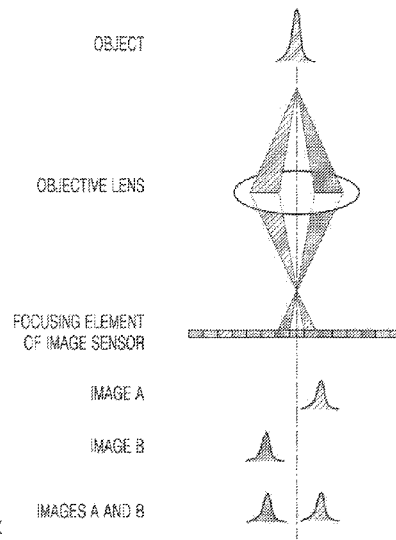 OBJECT
OBJECTIVE LENS
FOCUSING ELEMENT
OF IMAGE SENSOR
IMAGE A
IMAGE B
IMAGES A AND B